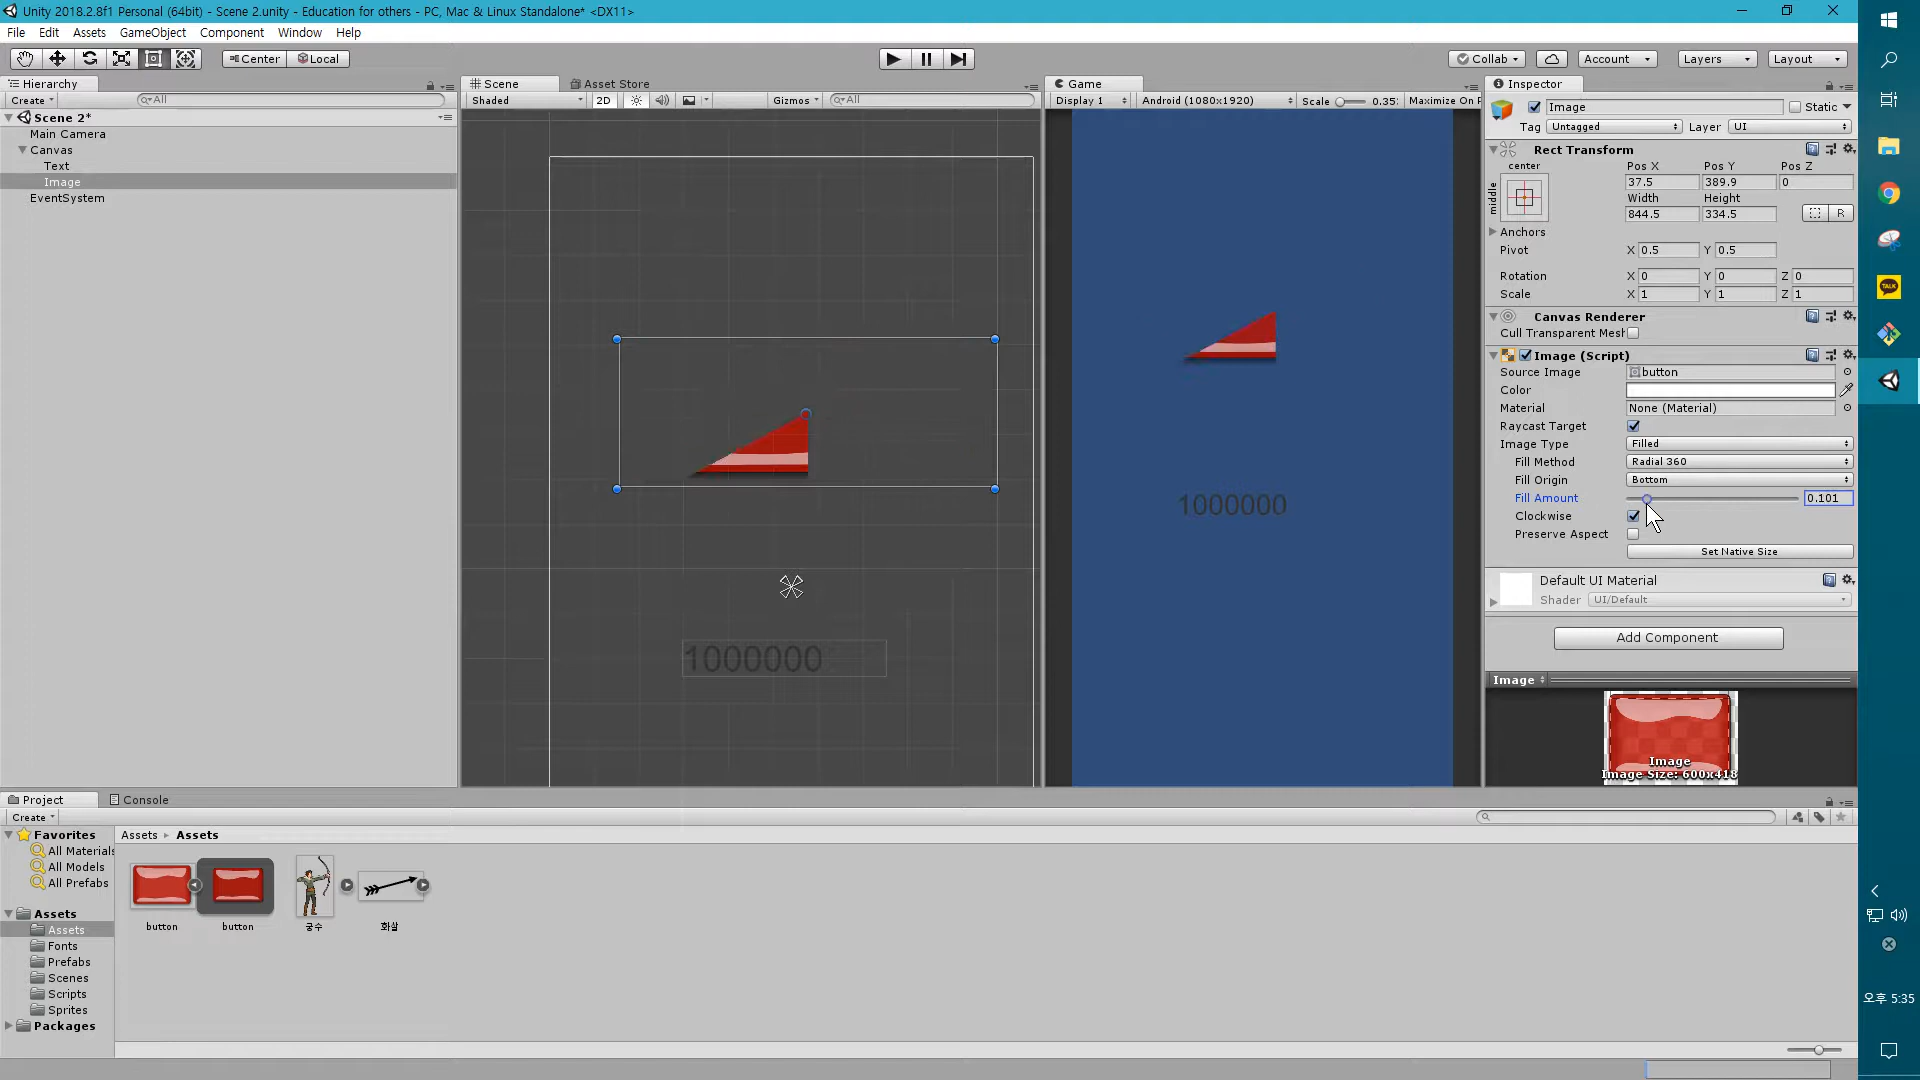 Unity 2018.2.8f1 Personal (64bit) - Scene 2.unity - Education for others - PC, Mac & Linux Standalone* <DX11>
File Edit Assets GameObject Component Window Help
Center Local Collab Account Layers Layout
Hierarchy
Create All
Scene 2*
Main Camera
Canvas
Text
Image
EventSystem
Scene Asset Store
Shaded 2D Gizmos All
1000000
Game
Display 1 Android (1080x1920) Scale 0.35: Maximize On P
1000000
Inspector
Image Static
Tag Untagged Layer UI
Rect Transform
center
middle
Pos X Pos Y Pos Z
37.5 389.9 0
Width Height
844.5 334.5 R
Anchors
Pivot X 0.5 Y 0.5
Rotation X 0 Y 0 Z 0
Scale X 1 Y 1 Z 1
Canvas Renderer
Cull Transparent Mesh
Image (Script)
Source Image button
Color
Material None (Material)
Raycast Target
Image Type Filled
Fill Method Radial 360
Fill Origin Bottom
Fill Amount 0.101
Clockwise
Preserve Aspect
Set Native Size
Default UI Material
Shader UI/Default
Add Component
Image
Image
Image Size: 600x418
Project Console
Create
Favorites
All Materials
All Models
All Prefabs
Assets
Assets
Fonts
Prefabs
Scenes
Scripts
Sprites
Packages
Assets Assets
button button 궁수 화살
TALK
오후 5:35